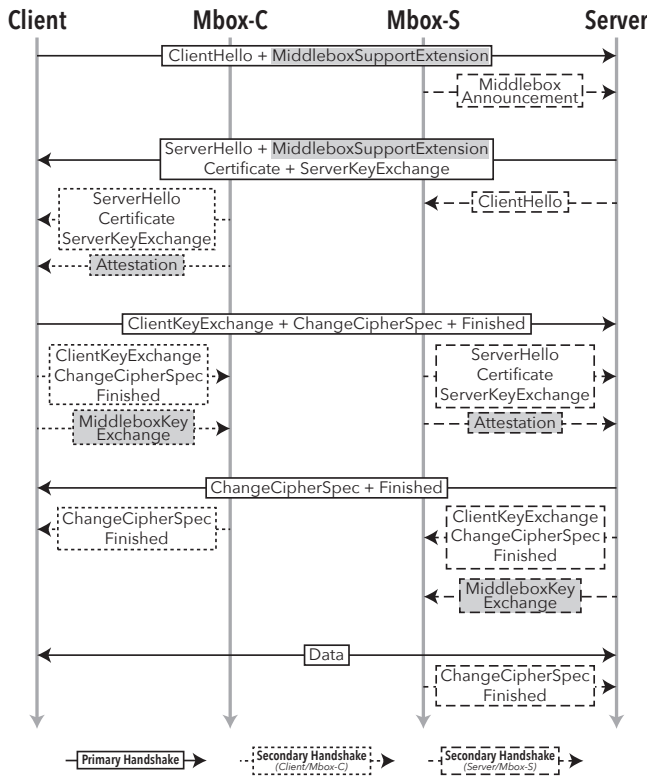 Client Mbox-C Mbox-S Server
ClientHello + MiddleboxSupportExtension
Middlebox
Announcement
ServerHello + MiddleboxSupportExtension
Certificate + ServerKeyExchange
ServerHello
Certificate
ServerKeyExchange
ClientHello
Attestation
ClientKeyExchange + ChangeCipherSpec + Finished
ClientKeyExchange
ChangeCipherSpec
Finished
ServerHello
Certificate
ServerKeyExchange
MiddleboxKey
Exchange
Attestation
ChangeCipherSpec + Finished
ChangeCipherSpec
Finished
ClientKeyExchange
ChangeCipherSpec
Finished
MiddleboxKey
Exchange
Data
ChangeCipherSpec
Finished
Primary Handshake
Secondary Handshake
(Client/Mbox-C)
Secondary Handshake
(Server/Mbox-S)